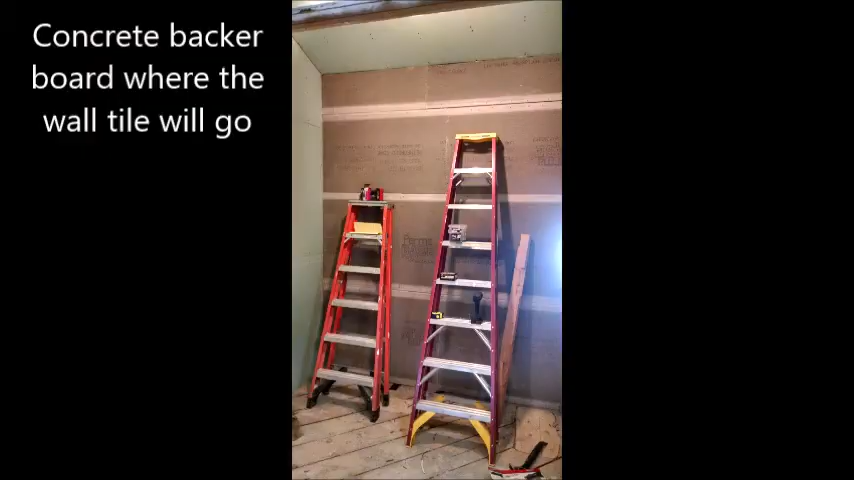 Concrete backer
board where the
wall tile will go